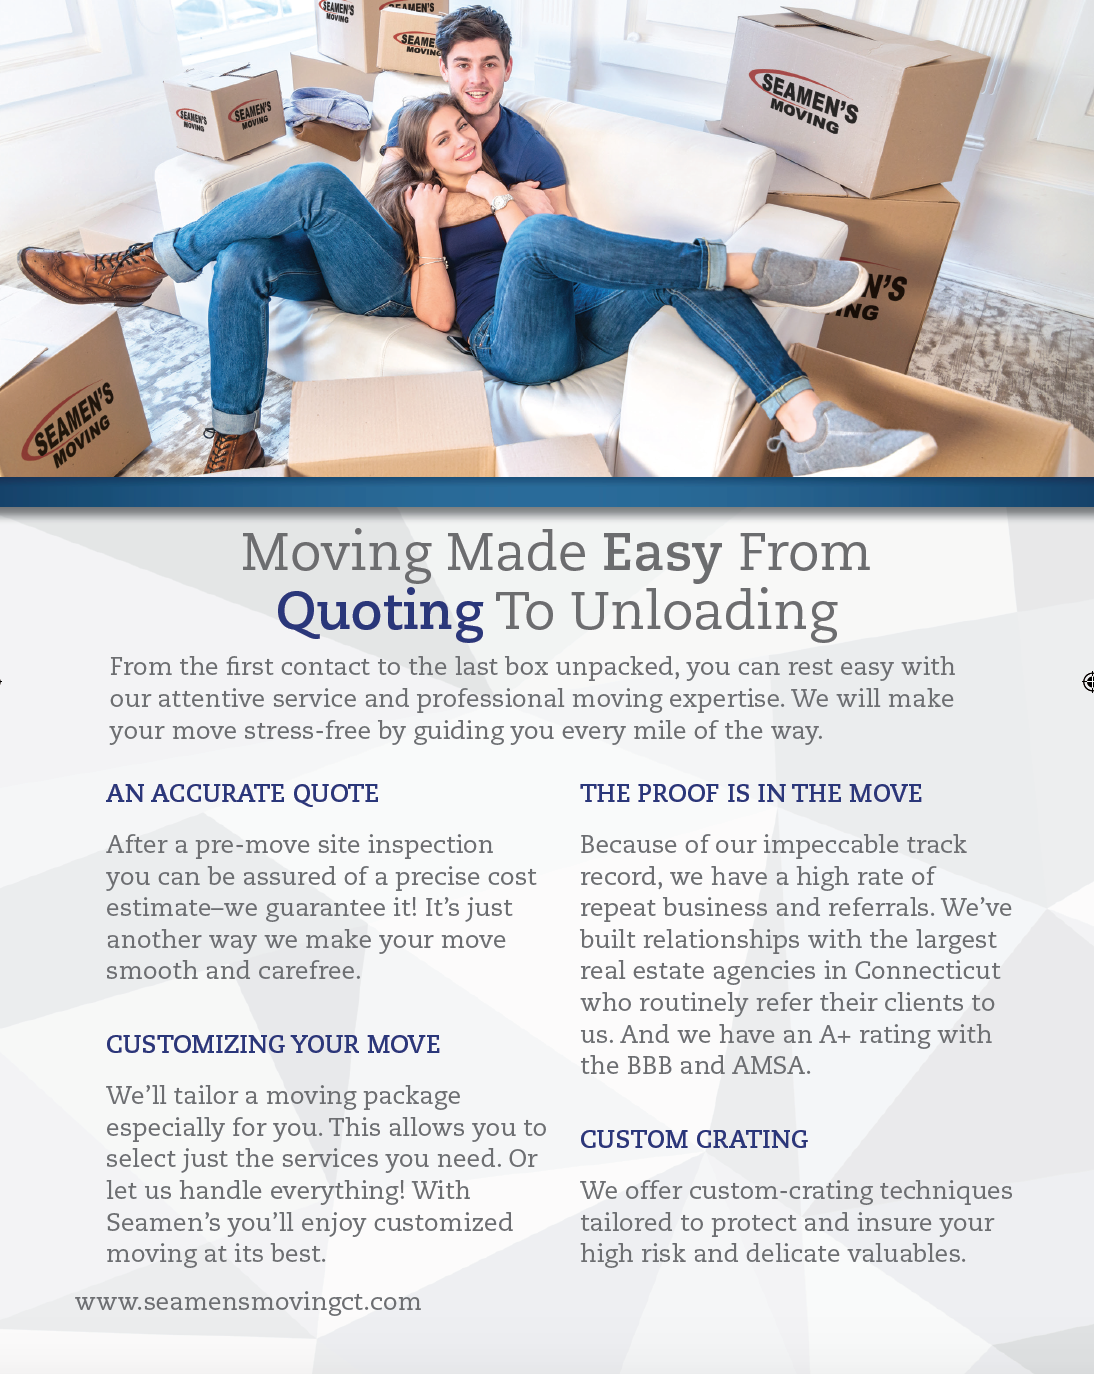 SEAMEN'S
MOVING
SEAMEN'S
MOVING
SEAMEN'S
MOVING
SEAMEN'S
MOVING
SEAMEN'S
MOVING
SEAMEN'S
MOVING
Moving Made Easy From
Quoting To Unloading
From the first contact to the last box unpacked, you can rest easy with
our attentive service and professional moving expertise. We will make
your move stress-free by guiding you every mile of the way.
AN ACCURATE QUOTE
After a pre-move site inspection
you can be assured of a precise cost
estimate–we guarantee it! It’s just
another way we make your move
smooth and carefree.
CUSTOMIZING YOUR MOVE
We’ll tailor a moving package
especially for you. This allows you to
select just the services you need. Or
let us handle everything! With
Seamen’s you’ll enjoy customized
moving at its best.
THE PROOF IS IN THE MOVE
Because of our impeccable track
record, we have a high rate of
repeat business and referrals. We’ve
built relationships with the largest
real estate agencies in Connecticut
who routinely refer their clients to
us. And we have an A+ rating with
the BBB and AMSA.
CUSTOM CRATING
We offer custom-crating techniques
tailored to protect and insure your
high risk and delicate valuables.
www.seamensmovingct.com